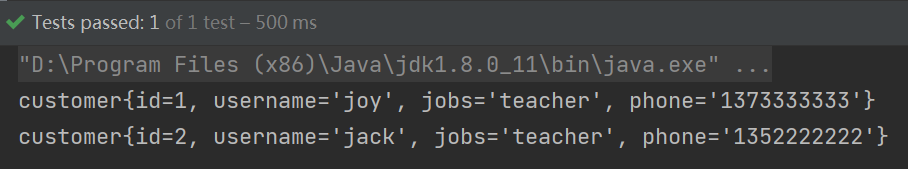 Tests passed: 1 of 1 test – 500 ms
"D:\Program Files (x86)\Java\jdk1.8.0_11\bin\java.exe" ...
customer{id=1, username='joy', jobs='teacher', phone='1373333333'}
customer{id=2, username='jack', jobs='teacher', phone='1352222222'}